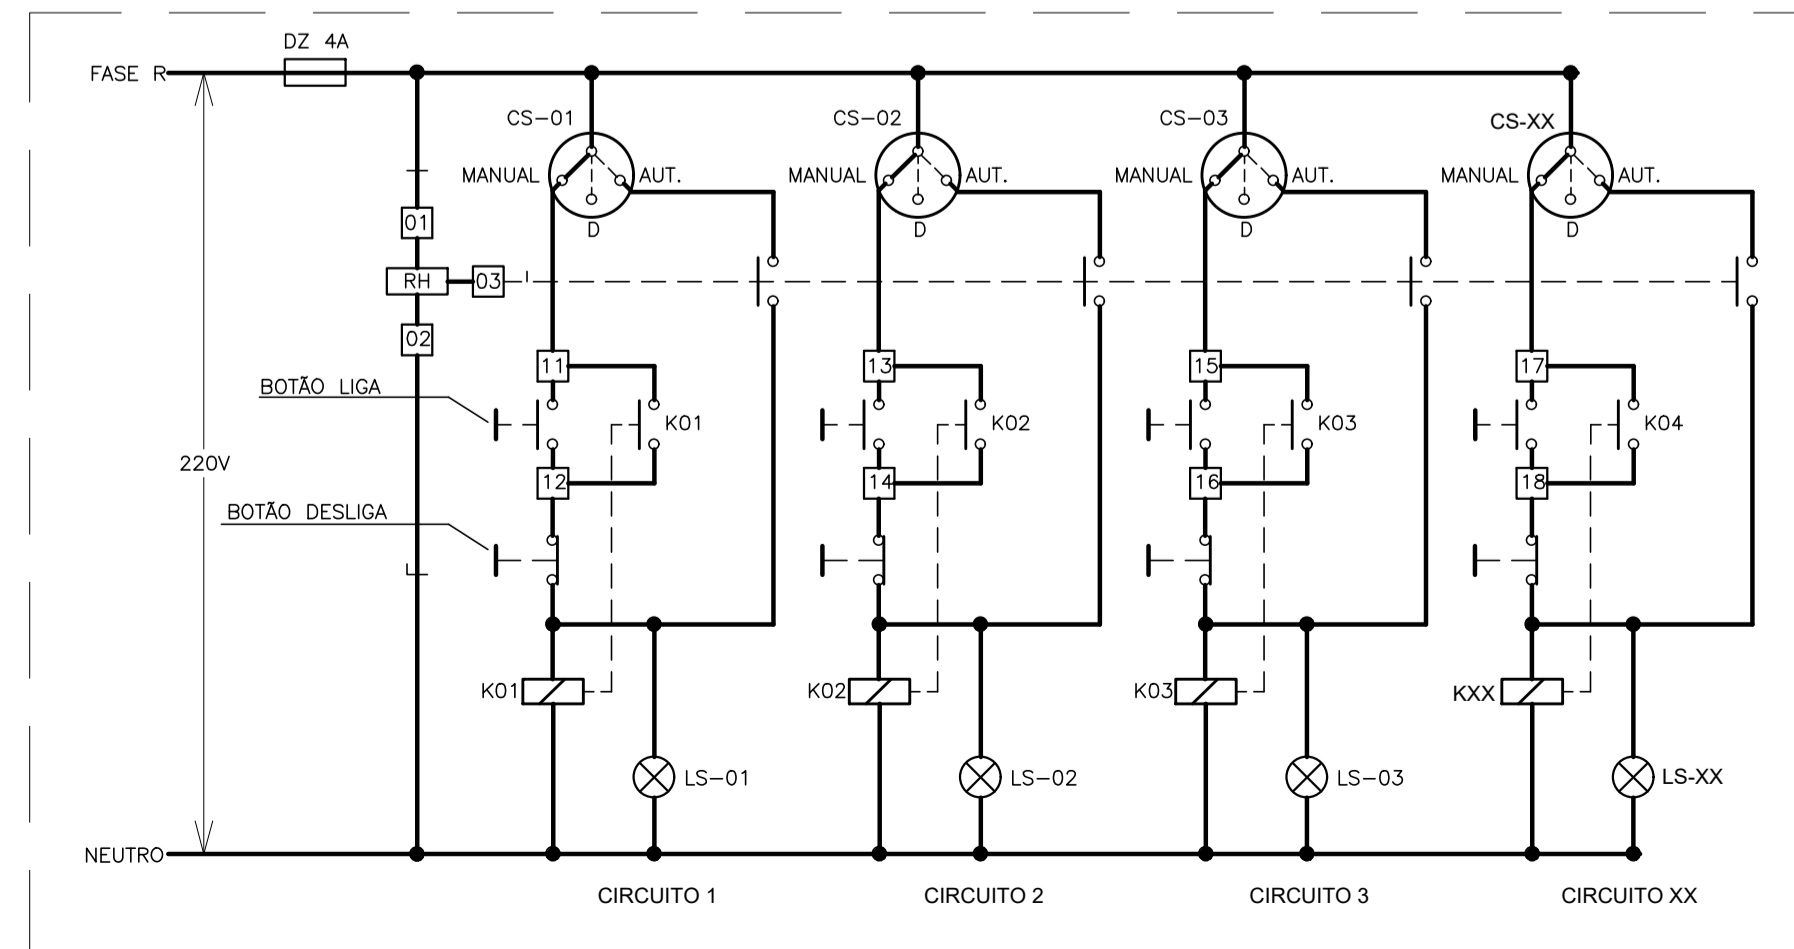 DZ 4A
FASE R
CS-01
CS-02
CS-03
CS-XX
MANUAL
AUT.
MANUAL
AUT.
MANUAL
AUT.
MANUAL
AUT.
01
D
D
D
D
RH
03
02
11
13
15
17
BOTÃO LIGA
K01
K02
K03
K04
220V
12
14
16
18
BOTÃO DESLIGA
K01
K02
K03
KXX
LS-01
LS-02
LS-03
LS-XX
NEUTRO
CIRCUITO 1
CIRCUITO 2
CIRCUITO 3
CIRCUITO XX